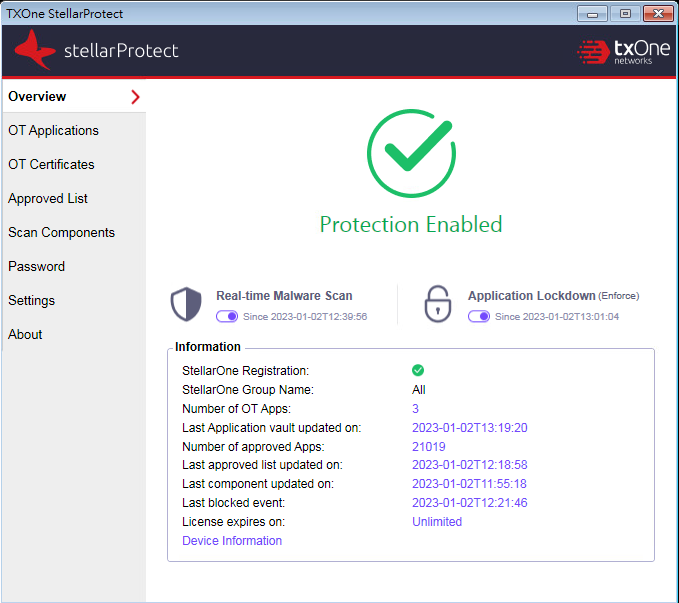 TXOne StellarProtect
stellarProtect
txOne
networks
Overview
OT Applications
OT Certificates
Approved List
Scan Components
Password
Settings
About
Protection Enabled
Real-time Malware Scan
Since 2023-01-02T12:39:56
Application Lockdown (Enforce)
Since 2023-01-02T13:01:04
Information
StellarOne Registration:
StellarOne Group Name: All
Number of OT Apps: 3
Last Application vault updated on: 2023-01-02T13:19:20
Number of approved Apps: 21019
Last approved list updated on: 2023-01-02T12:18:58
Last component updated on: 2023-01-02T11:55:18
Last blocked event: 2023-01-02T12:21:46
License expires on: Unlimited
Device Information